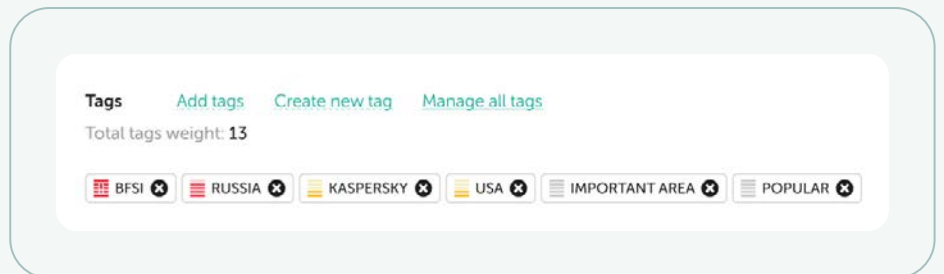 Tags Add tags Create new tag Manage all tags
Total tags weight: 13
BFSI RUSSIA KASPERSKY USA IMPORTANT AREA POPULAR